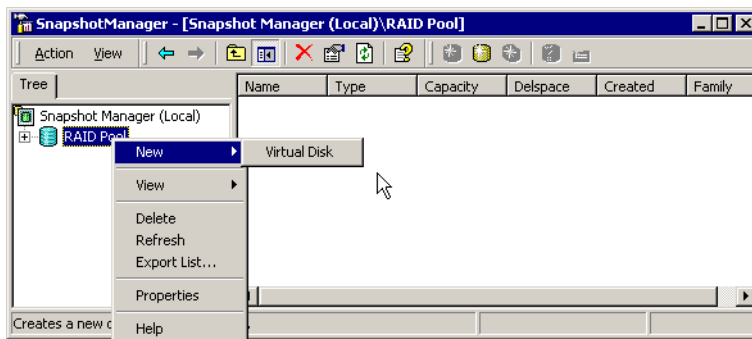 SnapshotManager - [Snapshot Manager (Local)\RAID Pool]
Action View
Tree
Name Type Capacity Delspace Created Family
Snapshot Manager (Local)
RAID Pool
New
Virtual Disk
View
Delete
Refresh
Export List...
Properties
Help
Creates a new